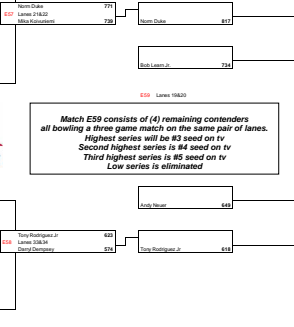 Norm Duke 771
E57 Lanes 21&22
Mika Koivuniemi 739
Norm Duke 817
Bob Learn Jr. 734
E59 Lanes 19&20
Match E59 consists of (4) remaining contenders
all bowling a three game match on the same pair of lanes.
Highest series will be #3 seed on tv
Second highest series is #4 seed on tv
Third highest series is #5 seed on tv
Low series is eliminated
Andy Neuer 649
Tony Rodriguez Jr 623
E58 Lanes 33&34
Darryl Dempsey 574
Tony Rodriguez Jr 618